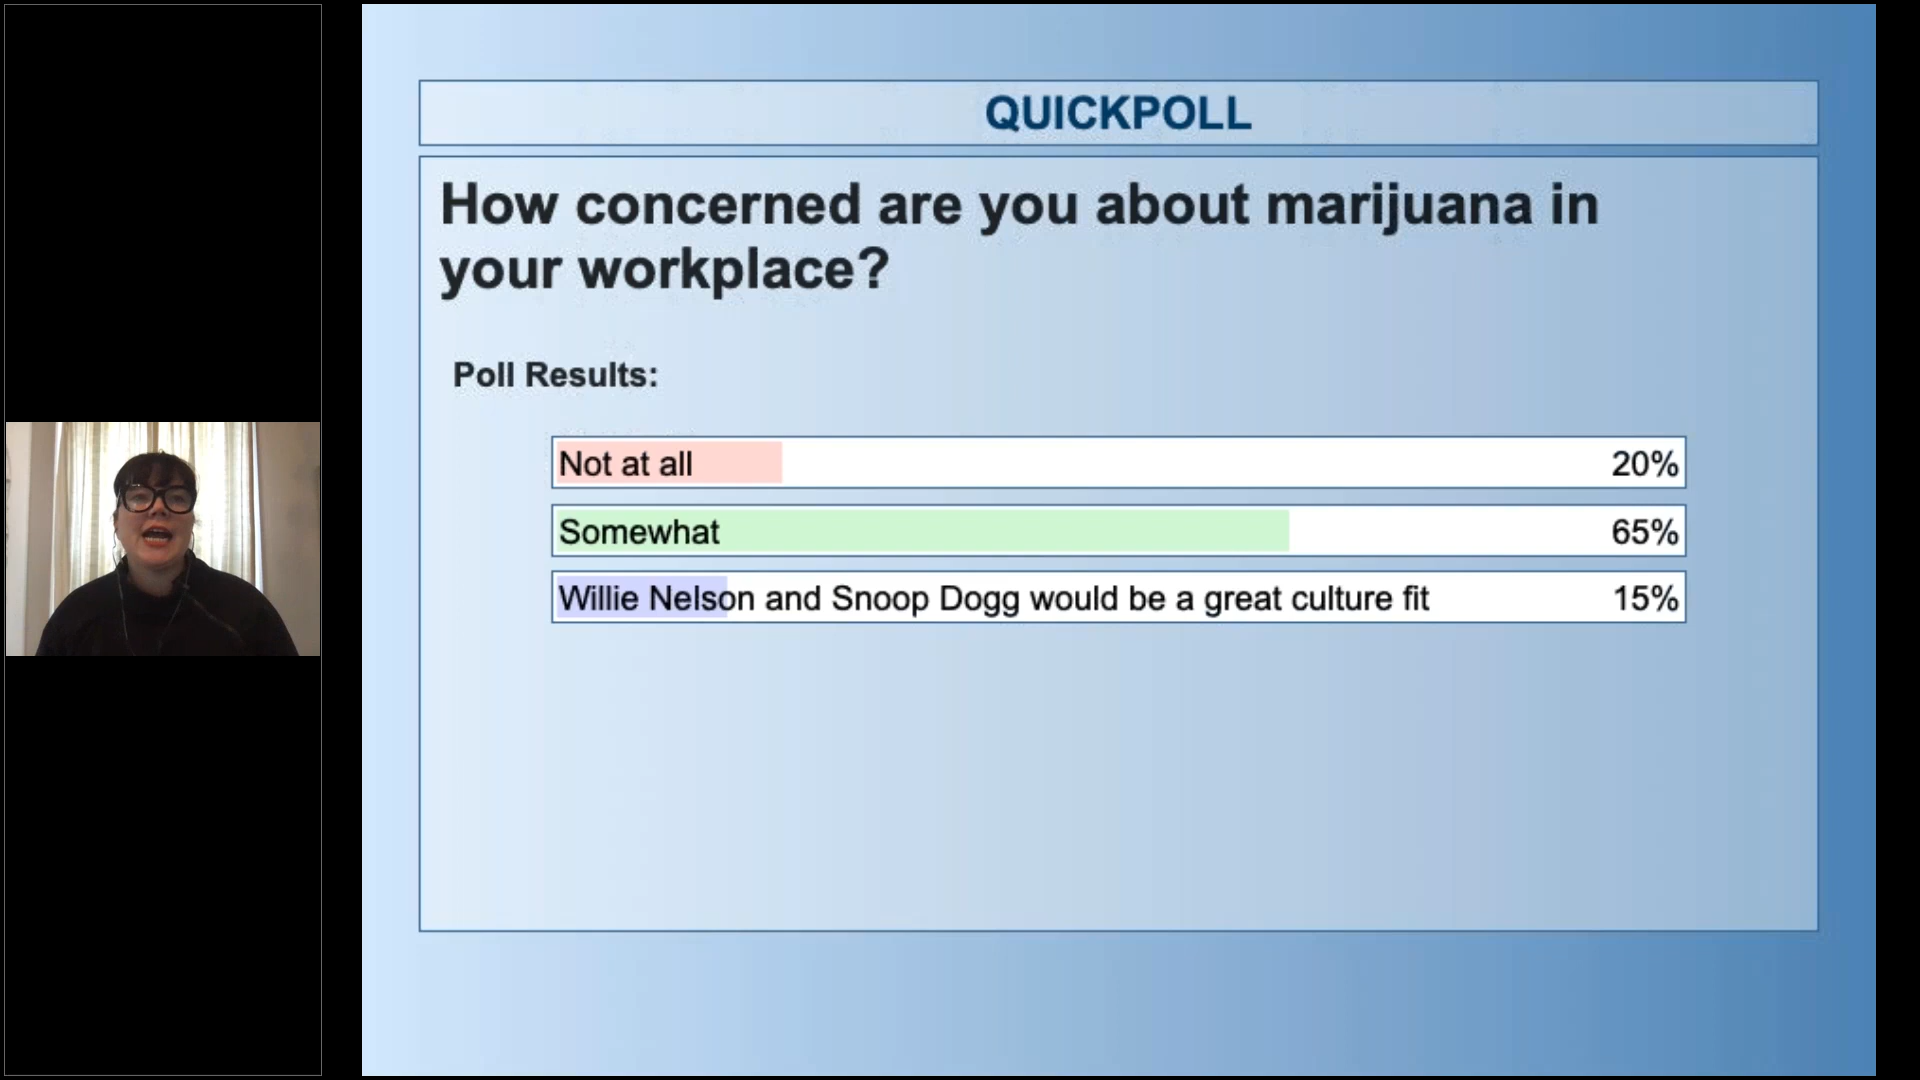 QUICKPOLL
How concerned are you about marijuana in
your workplace?
Poll Results:
Not at all 20%
Somewhat 65%
Willie Nelson and Snoop Dogg would be a great culture fit 15%